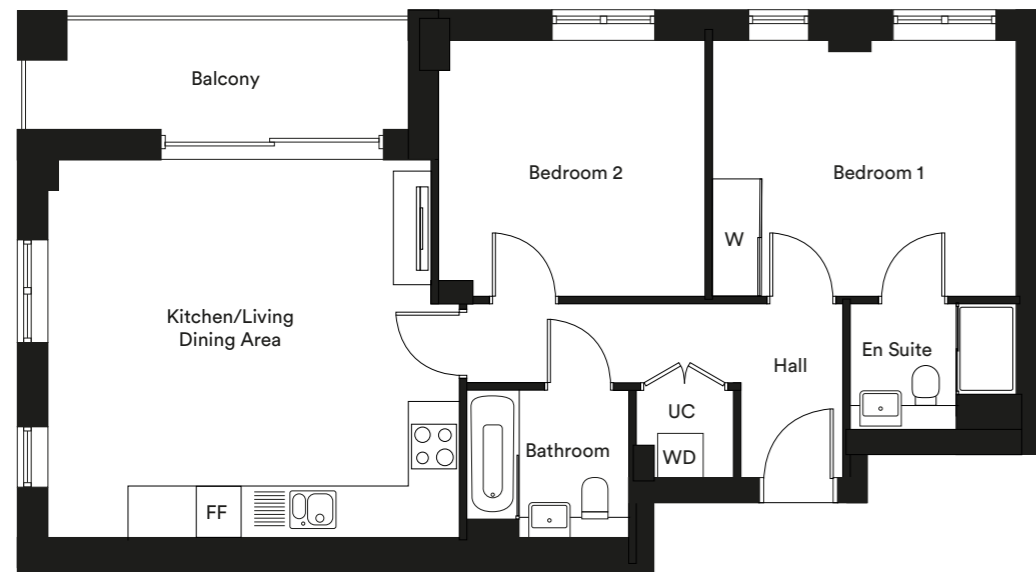 Balcony
Bedroom 2
Bedroom 1
W
Kitchen/Living
Dining Area
En Suite
Hall
UC
Bathroom
WD
FF